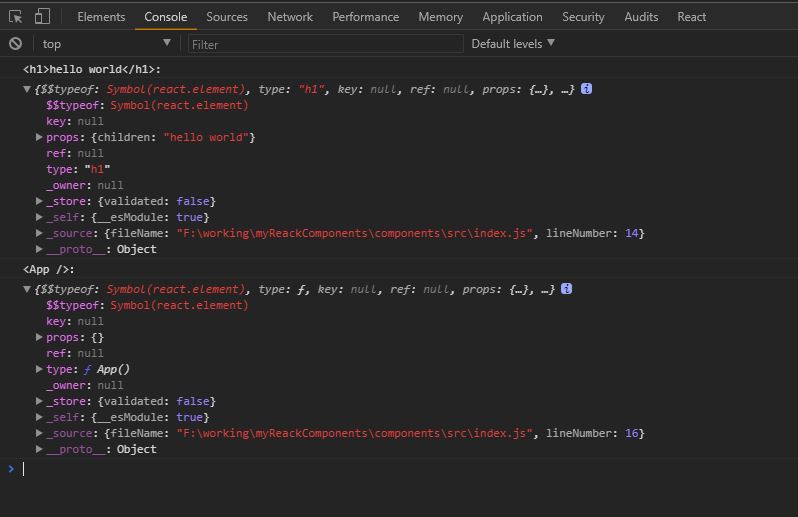 Elements Console Sources Network Performance Memory Application Security Audits React
top ▼ Filter Default levels ▼
<h1>hello world</h1>:
▼{$$typeof: Symbol(react.element), type: "h1", key: null, ref: null, props: {…}, …} i
$$typeof: Symbol(react.element)
key: null
▶props: {children: "hello world"}
ref: null
type: "h1"
_owner: null
▶_store: {validated: false}
▶_self: {__esModule: true}
▶_source: {fileName: "F:\working\myReackComponents\components\src\index.js", lineNumber: 14}
▶__proto__: Object
<App />:
▼{$$typeof: Symbol(react.element), type: ƒ, key: null, ref: null, props: {…}, …} i
$$typeof: Symbol(react.element)
key: null
▶props: {}
ref: null
▶type: ƒ App()
_owner: null
▶_store: {validated: false}
▶_self: {__esModule: true}
▶_source: {fileName: "F:\working\myReackComponents\components\src\index.js", lineNumber: 16}
▶__proto__: Object
>